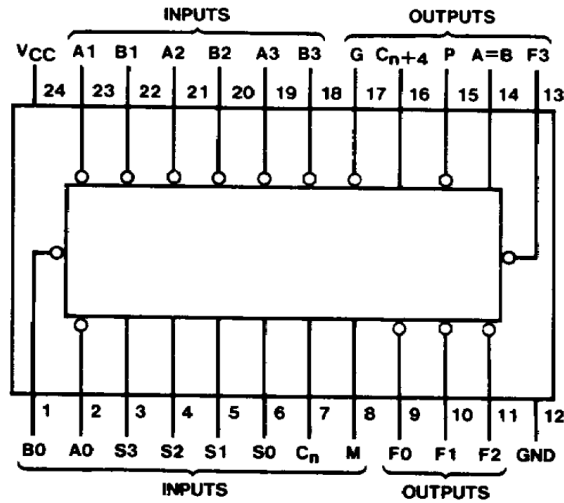 INPUTS OUTPUTS
VCC A1 B1 A2 B2 A3 B3 G Cn+4 P A=B F3
24 23 22 21 20 19 18 17 16 15 14 13
1 2 3 4 5 6 7 8 9 10 11 12
B0 A0 S3 S2 S1 S0 Cn M F0 F1 F2 GND
INPUTS OUTPUTS